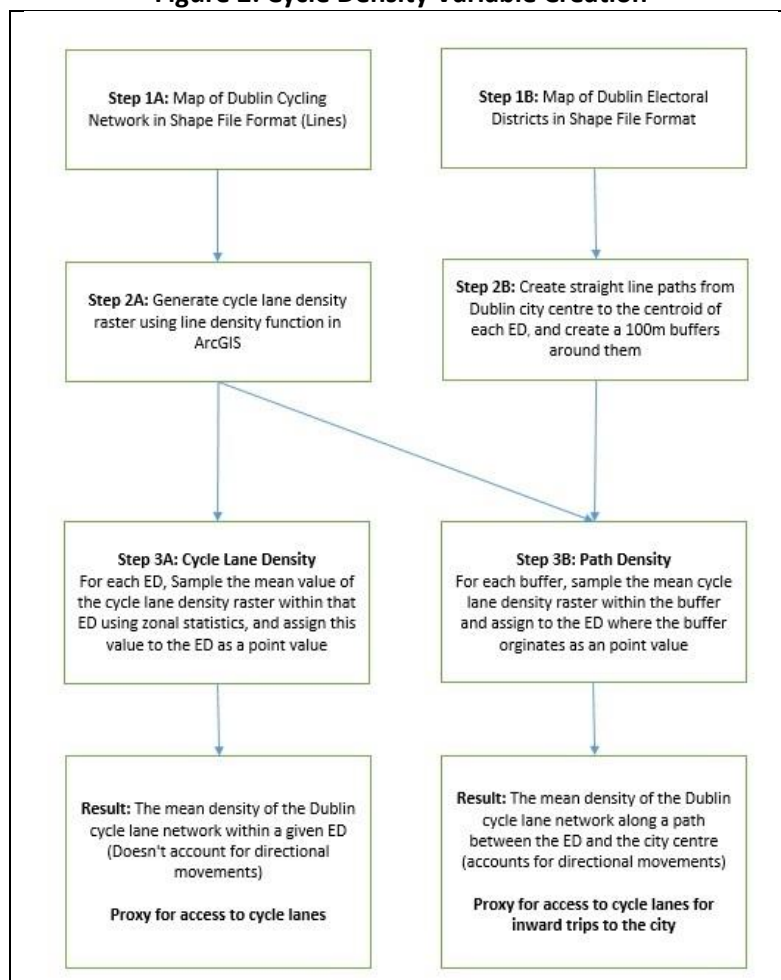 Figure 2: Cycle Density Variable Creation
Step 1A: Map of Dublin Cycling
Network in Shape File Format (Lines)
Step 1B: Map of Dublin Electoral
Districts in Shape File Format
Step 2A: Generate cycle lane density
raster using line density function in
ArcGIS
Step 2B: Create straight line paths from
Dublin city centre to the centroid of
each ED, and create a 100m buffers
around them
Step 3A: Cycle Lane Density
For each ED, Sample the mean value of
the cycle lane density raster within that
ED using zonal statistics, and assign this
value to the ED as a point value
Step 3B: Path Density
For each buffer, sample the mean cycle
lane density raster within the buffer
and assign to the ED where the buffer
orginates as an point value
Result: The mean density of the Dublin
cycle lane network within a given ED
(Doesn't account for directional
movements)
Proxy for access to cycle lanes
Result: The mean density of the Dublin
cycle lane network along a path
between the ED and the city centre
(accounts for directional movements)
Proxy for access to cycle lanes for
inward trips to the city